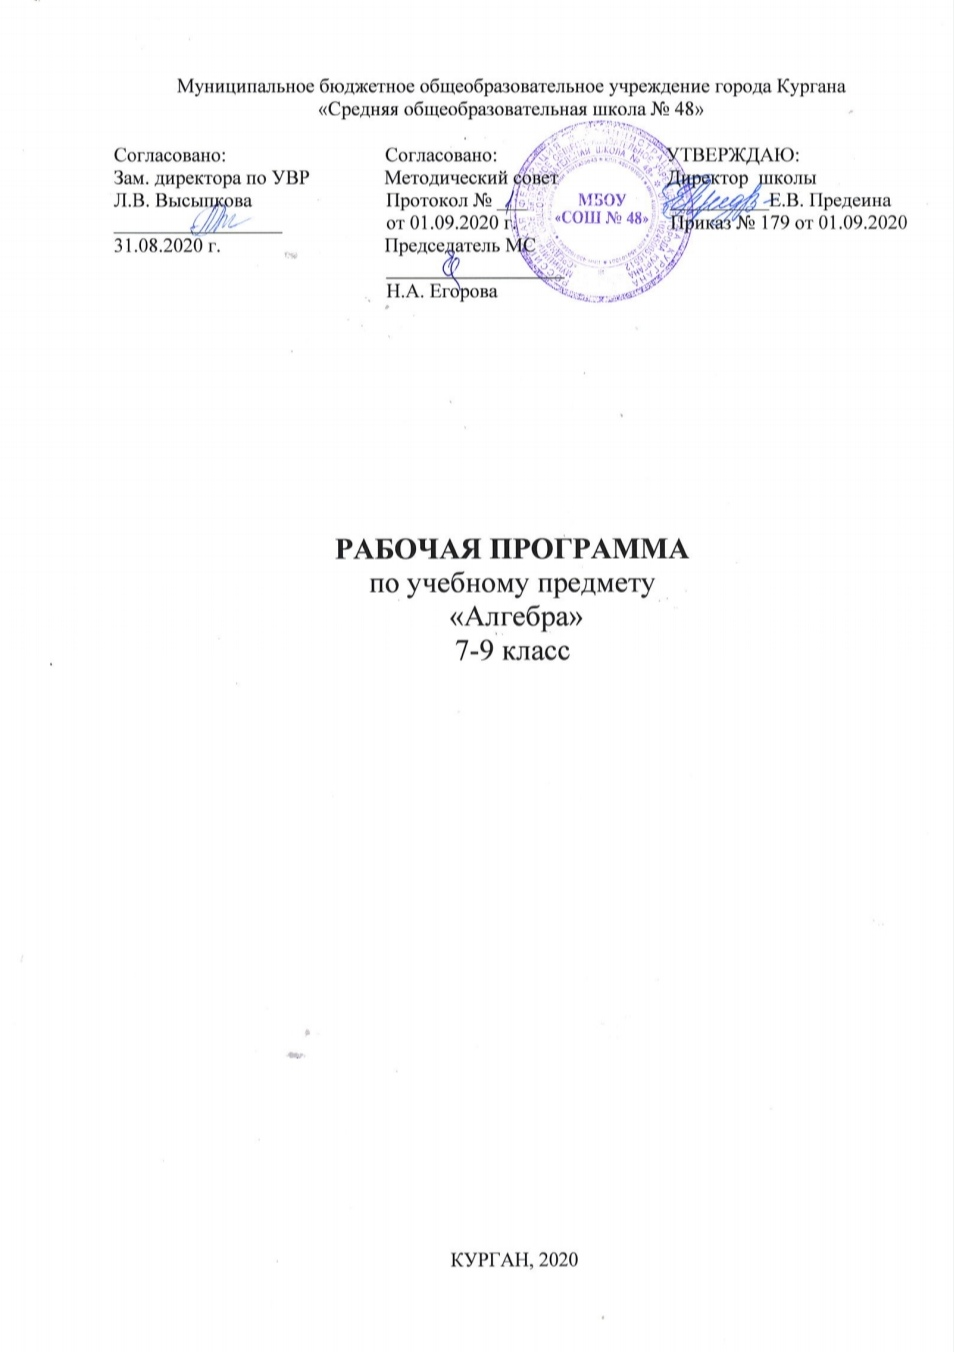 Муниципальное бюджетное общеобразовательное учреждение города Кургана
«Средняя общеобразовательная школа № 48»
Согласовано:
Зам. директора по УВР
Л.В. Высыпкова
31.08.2020 г.
Согласовано:
Методический совет
Протокол № 1
от 01.09.2020 г.
Председатель МС
Н.А. Егорова
УТВЕРЖДАЮ:
Директор школы
Е.В. Предеина
Приказ № 179 от 01.09.2020
МБОУ
«СОШ № 48»
РАБОЧАЯ ПРОГРАММА
по учебному предмету
«Алгебра»
7-9 класс
КУРГАН, 2020